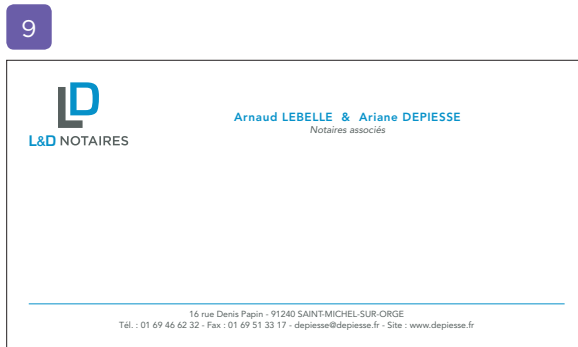 9
LD
L&D NOTAIRES
Arnaud LEBELLE & Ariane DEPIESSE
Notaires associés
16 rue Denis Papin - 91240 SAINT-MICHEL-SUR-ORGE
Tél. : 01 69 46 62 32 - Fax : 01 69 51 33 17 - depiesse@depiesse.fr - Site : www.depiesse.fr